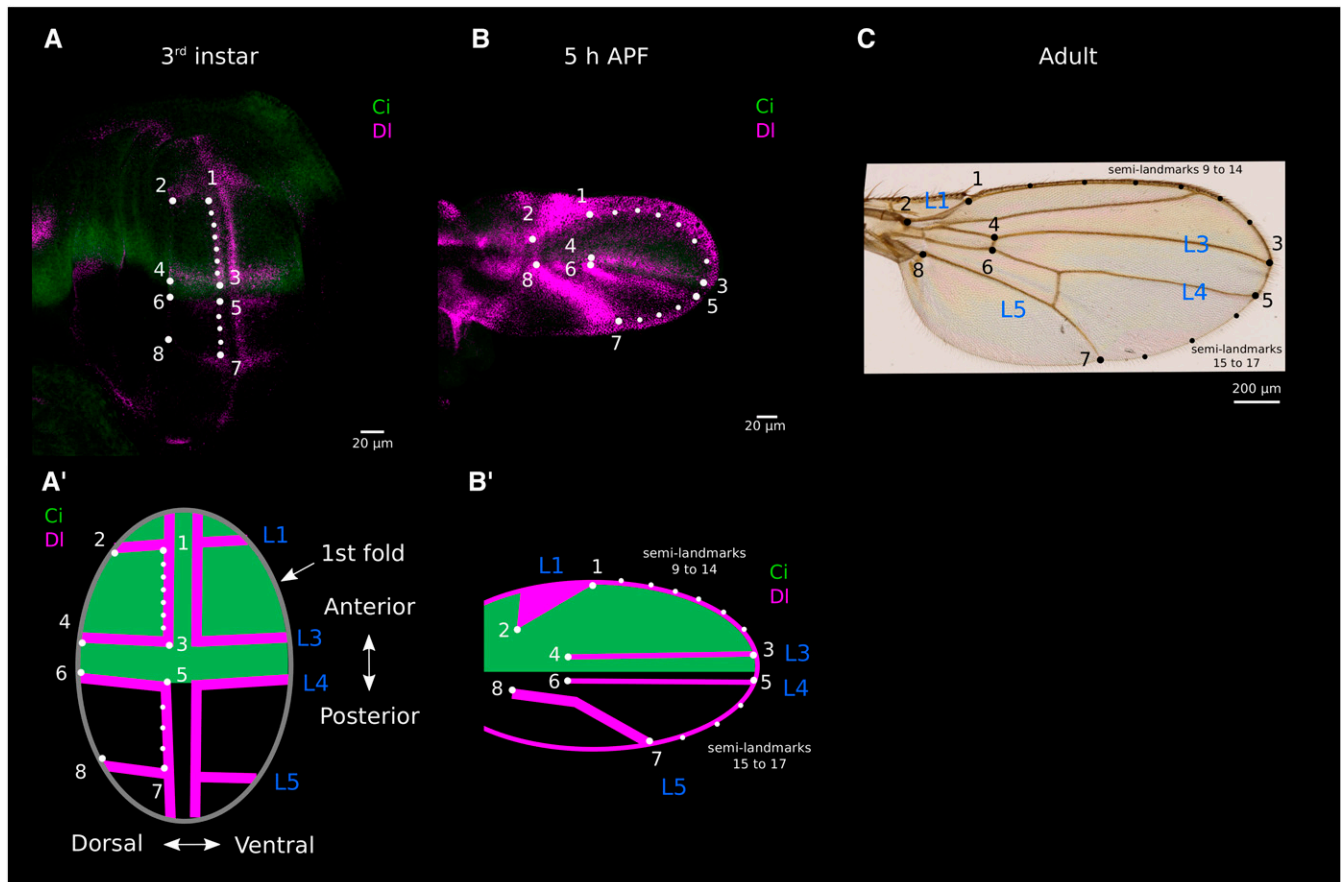 A
3rd instar
Ci
Dl
2
1
4
3
6
5
8
7
20 µm
B
5 h APF
Ci
Dl
1
2
4
6
8
3
5
7
20 µm
C
Adult
semi-landmarks 9 to 14
1
L1
2
4
3
L3
6
8
L4
5
L5
semi-landmarks
15 to 17
7
200 µm
A'
Ci
Dl
2
1
L1
1st fold
Anterior
4
3
L3
6
5
L4
Posterior
8
7
L5
Dorsal
Ventral
B'
L1
1
semi-landmarks
9 to 14
Ci
Dl
2
4
3
L3
6
5
L4
8
7
semi-landmarks
15 to 17
L5